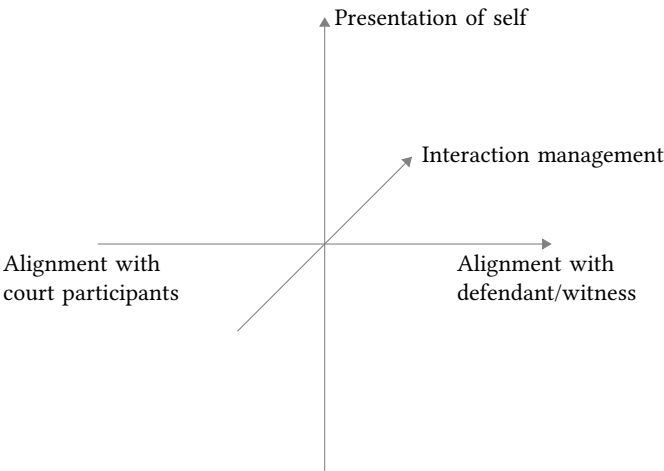 Presentation of self
Interaction management
Alignment with
court participants
Alignment with
defendant/witness